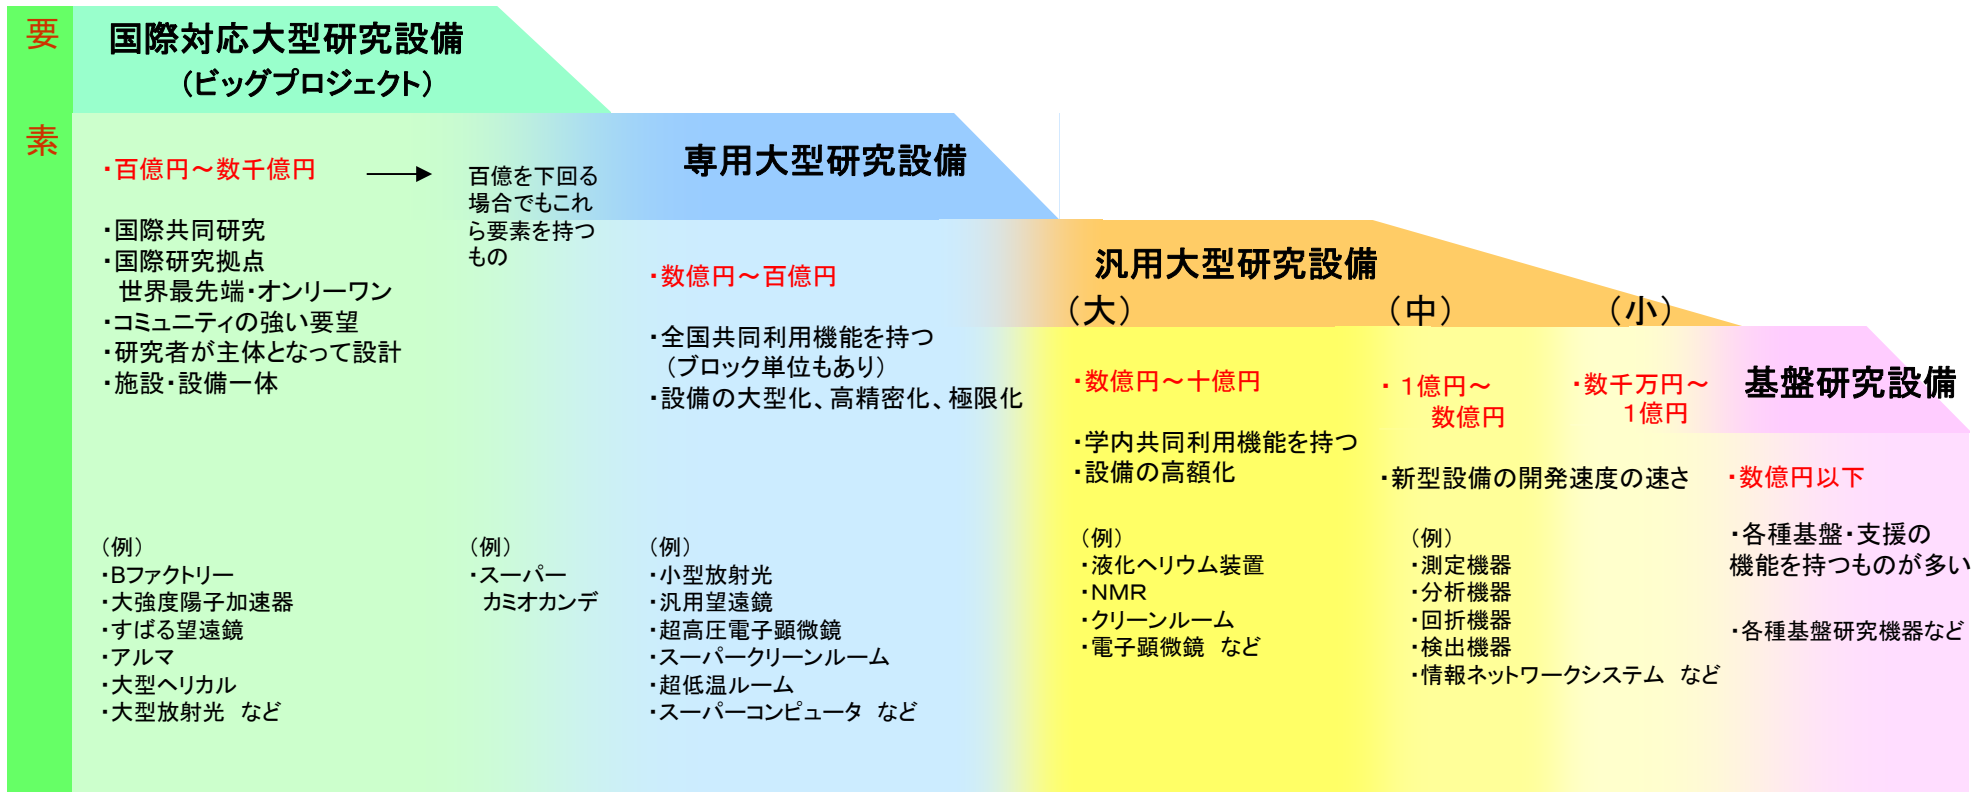 要
素
国際対応大型研究設備
（ビッグプロジェクト）
・百億円～数千億円
・国際共同研究
・国際研究拠点
世界最先端・オンリーワン
・コミュニティの強い要望
・研究者が主体となって設計
・施設・設備一体
（例）
・Bファクトリー
・大強度陽子加速器
・すばる望遠鏡
・アルマ
・大型ヘリカル
・大型放射光 など
百億を下回る
場合でもこれ
ら要素を持つ
もの
（例）
・スーパー
カミオカンデ
専用大型研究設備
・数億円～百億円
・全国共同利用機能を持つ
（ブロック単位もあり）
・設備の大型化、高精密化、極限化
（例）
・小型放射光
・汎用望遠鏡
・超高圧電子顕微鏡
・スーパークリーンルーム
・超低温ルーム
・スーパーコンピュータ など
汎用大型研究設備
（大）
・数億円～十億円
・学内共同利用機能を持つ
・設備の高額化
（例）
・液化ヘリウム装置
・NMR
・クリーンルーム
・電子顕微鏡 など
（中）
・１億円～
数億円
（小）
・数千万円～
１億円
・新型設備の開発速度の速さ
（例）
・測定機器
・分析機器
・回折機器
・検出機器
・情報ネットワークシステム など
基盤研究設備
・数億円以下
・各種基盤・支援の
機能を持つものが多い
・各種基盤研究機器など